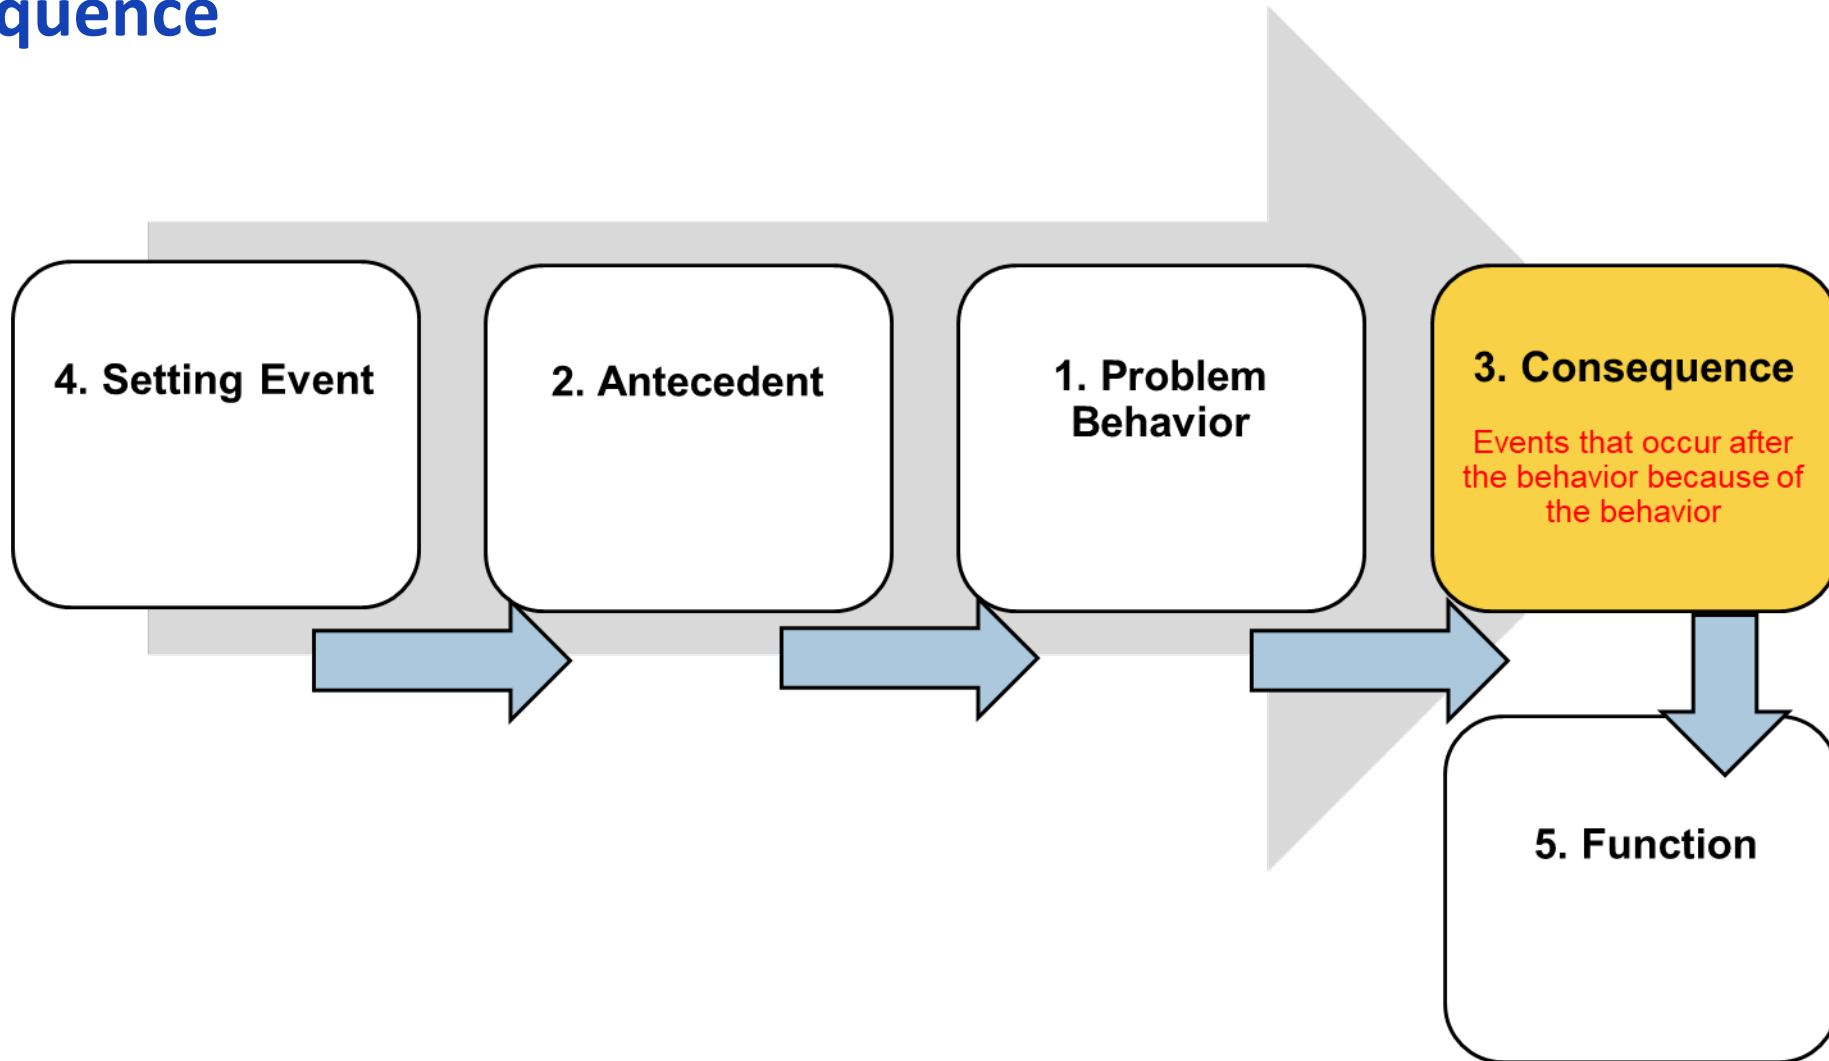 quence
4. Setting Event
2. Antecedent
1. Problem
Behavior
3. Consequence
Events that occur after
the behavior because of
the behavior
5. Function